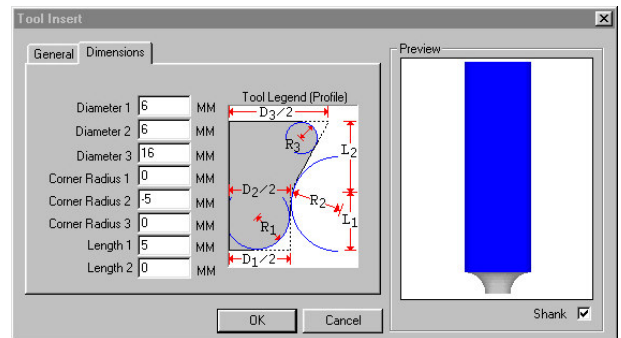 Tool Insert
General Dimensions
Preview
Diameter 1 6 MM
Diameter 2 6 MM
Diameter 3 16 MM
Corner Radius 1 0 MM
Corner Radius 2 -5 MM
Corner Radius 3 0 MM
Length 1 5 MM
Length 2 0 MM
Tool Legend (Profile)
D3/2
R3
L2
D2/2
R2
L1
R1
D1/2
Shank
OK Cancel